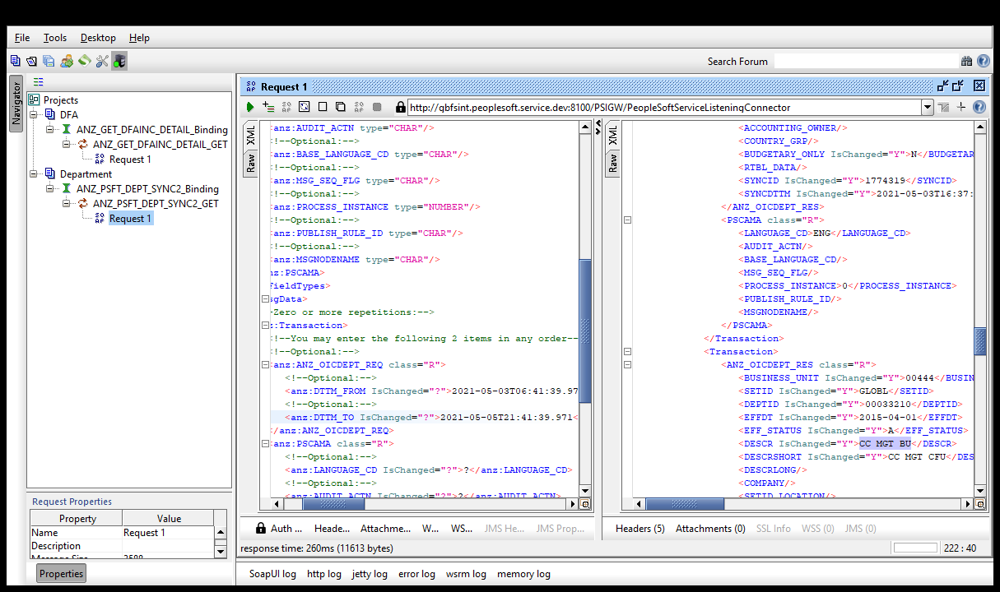 File Tools Desktop Help
Search Forum
Navigator
Projects
DFA
ANZ_GET_DFAINC_DETAIL_Binding
ANZ_GET_DFAINC_DETAIL_GET
Request 1
Department
ANZ_PSFT_DEPT_SYNC2_Binding
ANZ_PSFT_DEPT_SYNC2_GET
Request 1
Request Properties
Property Value
Name Request 1
Description
Message Size 3588
Properties
Request 1
http://qbfsint.peoplesoft.service.dev:8100/PSIGW/PeopleSoftServiceListeningConnector
XML
Raw
:anz:AUDIT_ACTN type="CHAR"/>
:!--Optional:-->
:anz:BASE_LANGUAGE_CD type="CHAR"/>
:!--Optional:-->
:anz:MSG_SEQ_FLG type="CHAR"/>
:!--Optional:-->
:anz:PROCESS_INSTANCE type="NUMBER"/>
:!--Optional:-->
:anz:PUBLISH_RULE_ID type="CHAR"/>
:!--Optional:-->
:anz:MSGNODENAME type="CHAR"/>
nz:PSCAMA>
FieldTypes>
sgData>
-Zero or more repetitions:-->
z:Transaction>
:!--You may enter the following 2 items in any order--
:!--Optional:-->
:anz:ANZ_OICDEPT_REQ class="R">
<!--Optional:-->
<anz:DTTM_FROM IsChanged="?">2021-05-03T06:41:39.97
<!--Optional:-->
<anz:DTTM_TO IsChanged="?">2021-05-05T21:41:39.971<
:/anz:ANZ_OICDEPT_REQ>
:anz:PSCAMA class="R">
<!--Optional:-->
<anz:LANGUAGE_CD IsChanged="?">?</anz:LANGUAGE_CD>
<!--Optional:-->
<anz:AUDIT_ACTN IsChanged="?">?</anz:AUDIT_ACTN>
Auth ... Heade... Attachme... W... WS... JMS He... JMS Prop...
XML
Raw
<ACCOUNTING_OWNER/>
<COUNTRY_GRP/>
<BUDGETARY_ONLY IsChanged="Y">N</BUDGETAR
<RTBL_DATA/>
<SYNCID IsChanged="Y">1774319</SYNCID>
<SYNCDTTM IsChanged="Y">2021-05-03T16:37:
</ANZ_OICDEPT_RES>
<PSCAMA class="R">
<LANGUAGE_CD>ENG</LANGUAGE_CD>
<AUDIT_ACTN/>
<BASE_LANGUAGE_CD/>
<MSG_SEQ_FLG/>
<PROCESS_INSTANCE>0</PROCESS_INSTANCE>
<PUBLISH_RULE_ID/>
<MSGNODENAME/>
</PSCAMA>
</Transaction>
<Transaction>
<ANZ_OICDEPT_RES class="R">
<BUSINESS_UNIT IsChanged="Y">00444</BUSIN
<SETID IsChanged="Y">GLOBL</SETID>
<DEPTID IsChanged="Y">00033210</DEPTID>
<EFFDT IsChanged="Y">2015-04-01</EFFDT>
<EFF_STATUS IsChanged="Y">A</EFF_STATUS>
<DESCR IsChanged="Y">CC MGT BU</DESCR>
<DESCRSHORT IsChanged="Y">CC MGT CFU</DES
<DESCRLONG/>
<COMPANY/>
<SETID_LOCATION/>
Headers (5) Attachments (0) SSL Info WSS (0) JMS (0)
response time: 260ms (11613 bytes)
222 : 40
SoapUI log http log jetty log error log wsrm log memory log